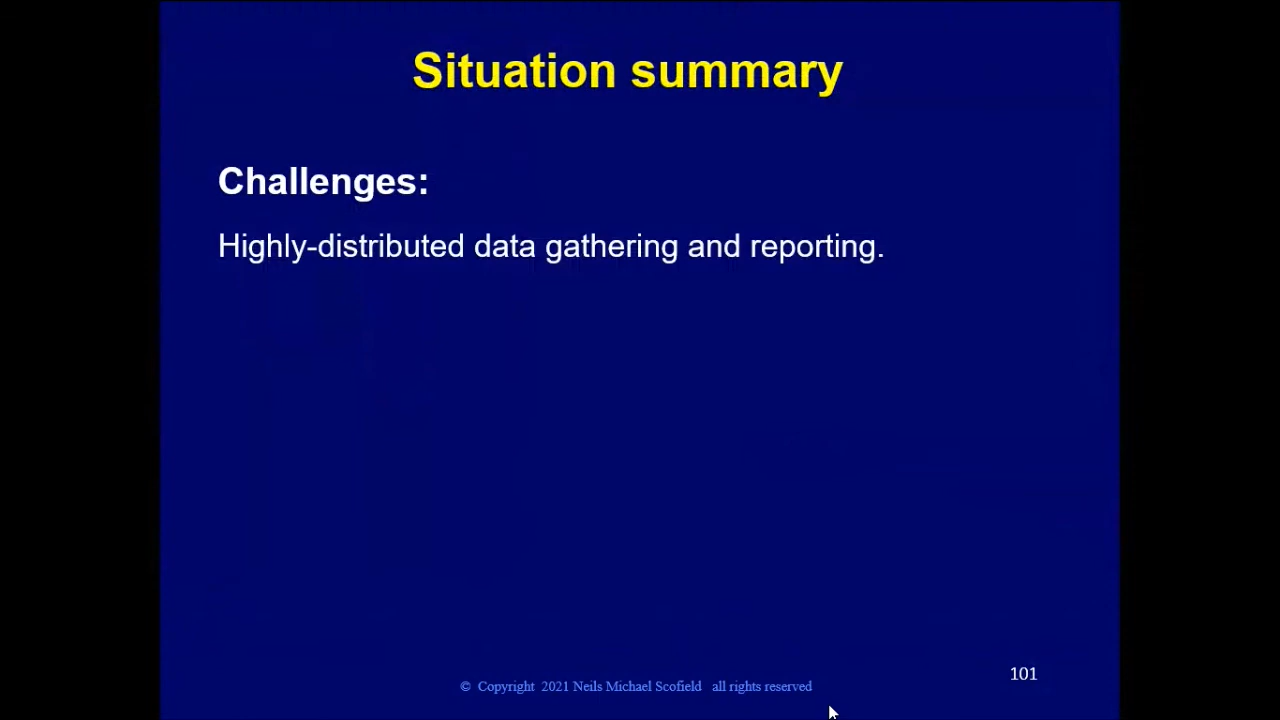 Situation summary
Challenges:
Highly-distributed data gathering and reporting.
101
© Copyright 2021 Neils Michael Scofield all rights reserved